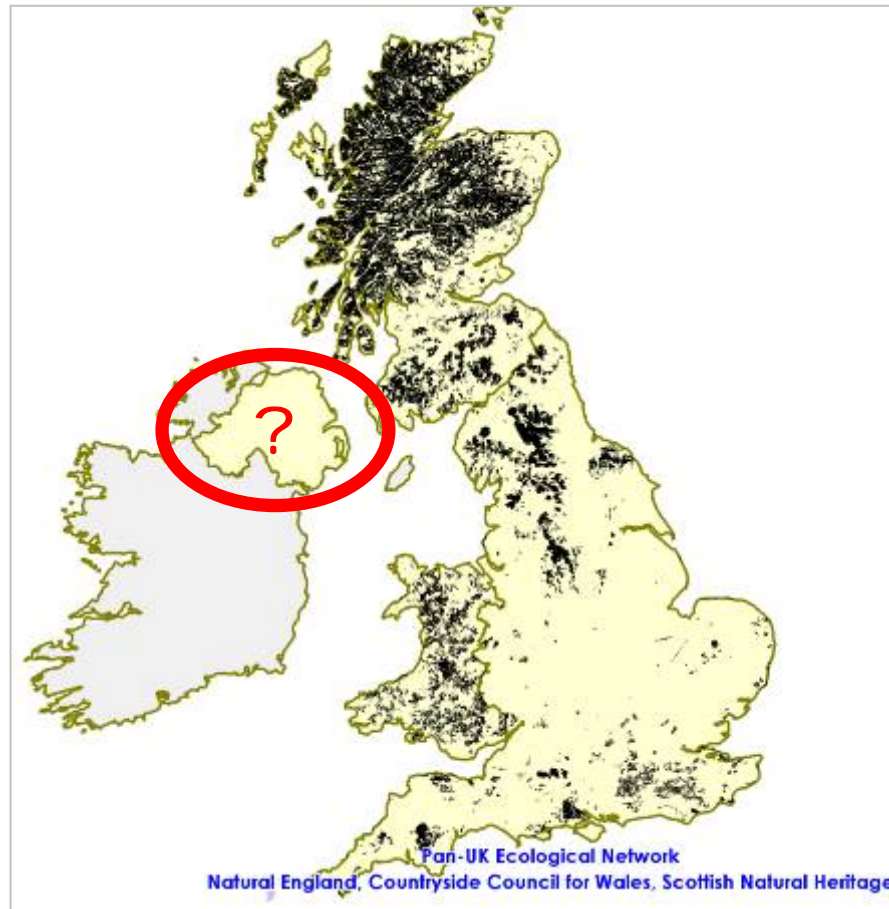 ?
Pan-UK Ecological Network
Natural England, Countryside Council for Wales, Scottish Natural Heritage